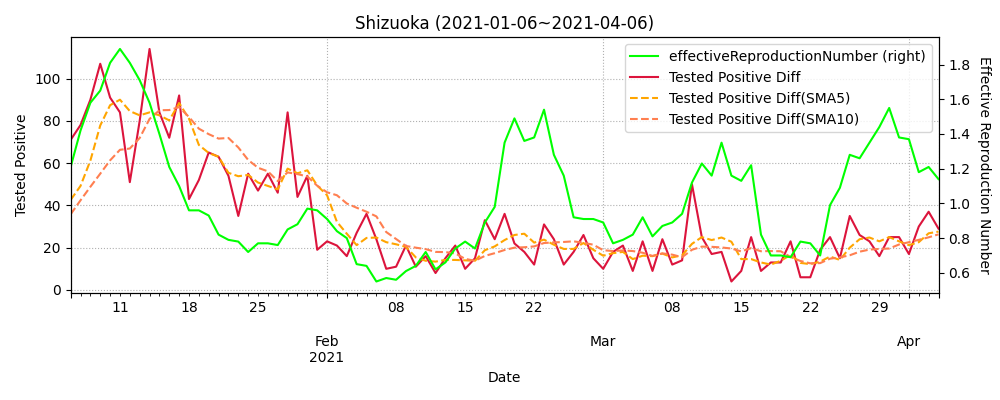 Shizuoka (2021-01-06~2021-04-06)
effectiveReproductionNumber (right)
Tested Positive Diff
Tested Positive Diff(SMA5)
Tested Positive Diff(SMA10)
Tested Positive
100
80
60
40
20
0
1.8
1.6
1.4
1.2
1.0
0.8
0.6
Effective Reproduction Number
11 18 25 08 15 22 08 15 22 29
Feb Mar Apr
2021
Date